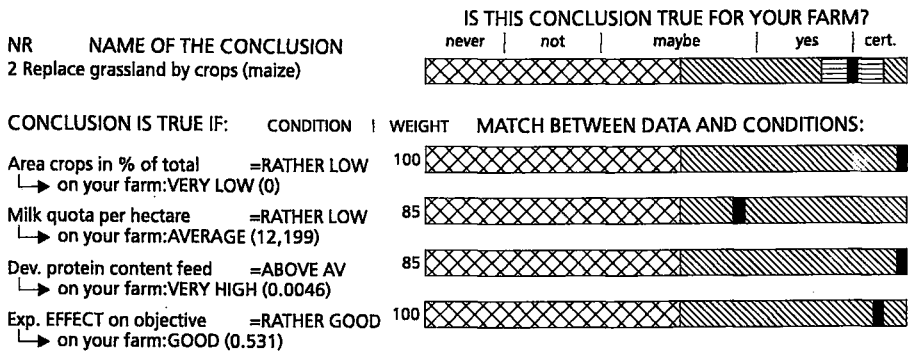 IS THIS CONCLUSION TRUE FOR YOUR FARM?
NR NAME OF THE CONCLUSION never | not | maybe | yes | cert.
2 Replace grassland by crops (maize)
CONCLUSION IS TRUE IF: CONDITION | WEIGHT MATCH BETWEEN DATA AND CONDITIONS:
Area crops in % of total =RATHER LOW 100
on your farm:VERY LOW (0)
Milk quota per hectare =RATHER LOW 85
on your farm:AVERAGE (12,199)
Dev. protein content feed =ABOVE AV 85
on your farm:VERY HIGH (0.0046)
Exp. EFFECT on objective =RATHER GOOD 100
on your farm:GOOD (0.531)